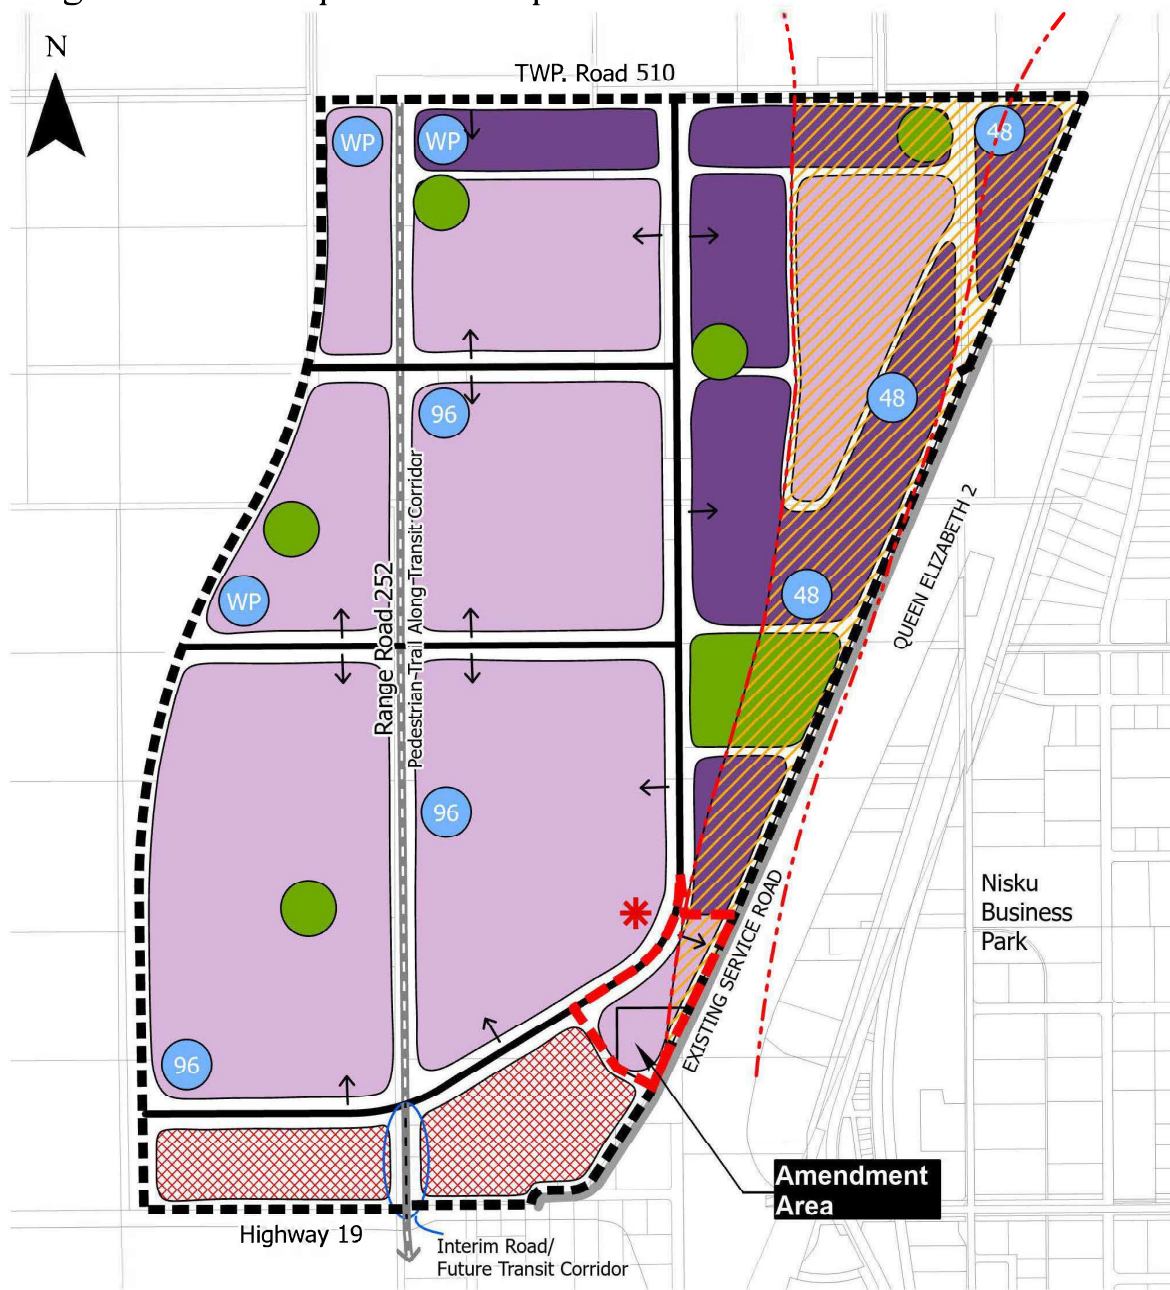 N
TWP. Road 510
WP
WP
48
96
48
WP
48
Range Road 252
Pedestrian Trail Along Transit Corridor
QUEEN ELIZABETH 2
96
EXISTING SERVICE ROAD
Nisku
Business
Park
96
Amendment
Area
Highway 19
Interim Road/
Future Transit Corridor